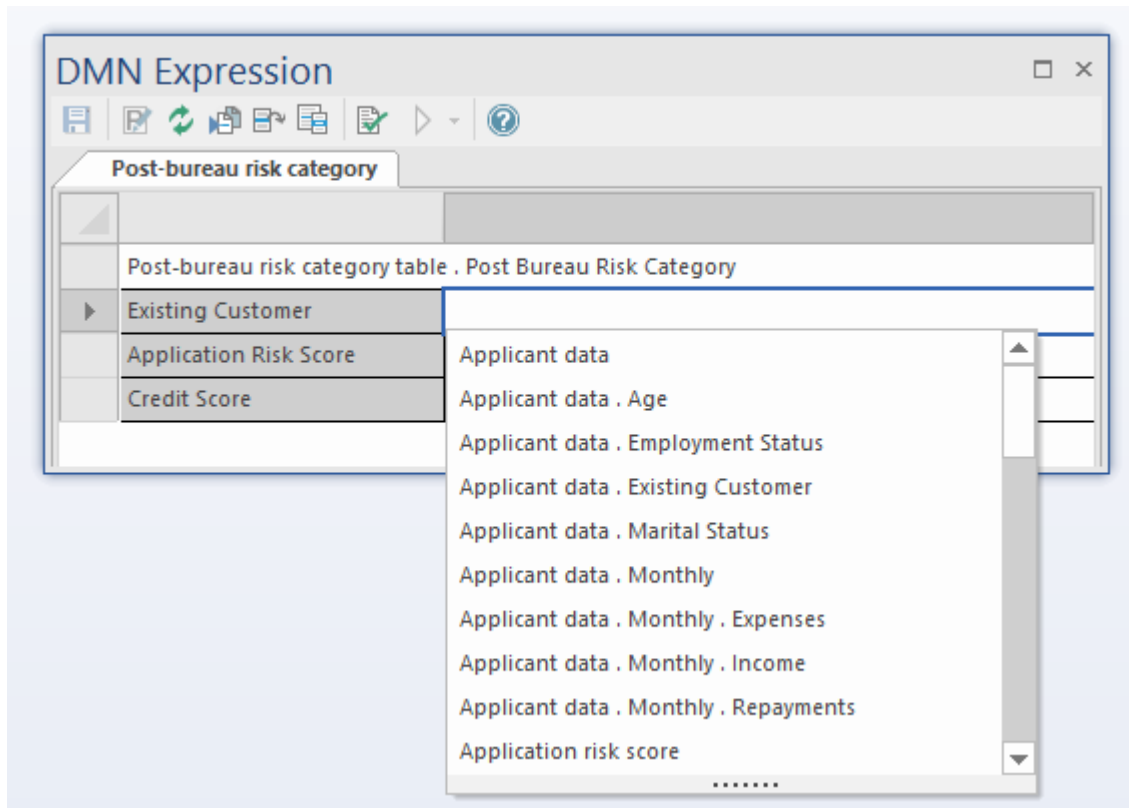 DMN Expression
Post-bureau risk category
Post-bureau risk category table . Post Bureau Risk Category
Existing Customer
Application Risk Score
Credit Score
Applicant data
Applicant data . Age
Applicant data . Employment Status
Applicant data . Existing Customer
Applicant data . Marital Status
Applicant data . Monthly
Applicant data . Monthly . Expenses
Applicant data . Monthly . Income
Applicant data . Monthly . Repayments
Application risk score